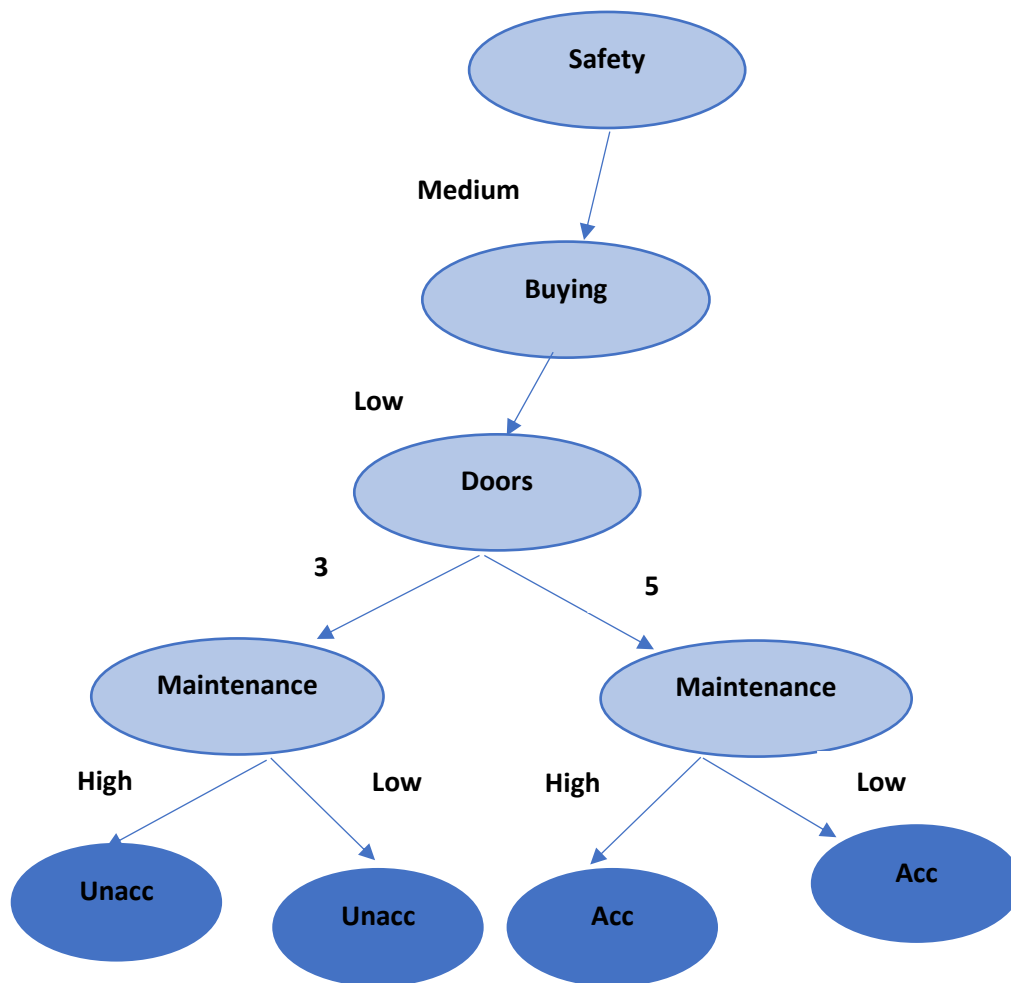 Safety
Medium
Buying
Low
Doors
3
5
Maintenance
Maintenance
High
Low
High
Low
Unacc
Unacc
Acc
Acc